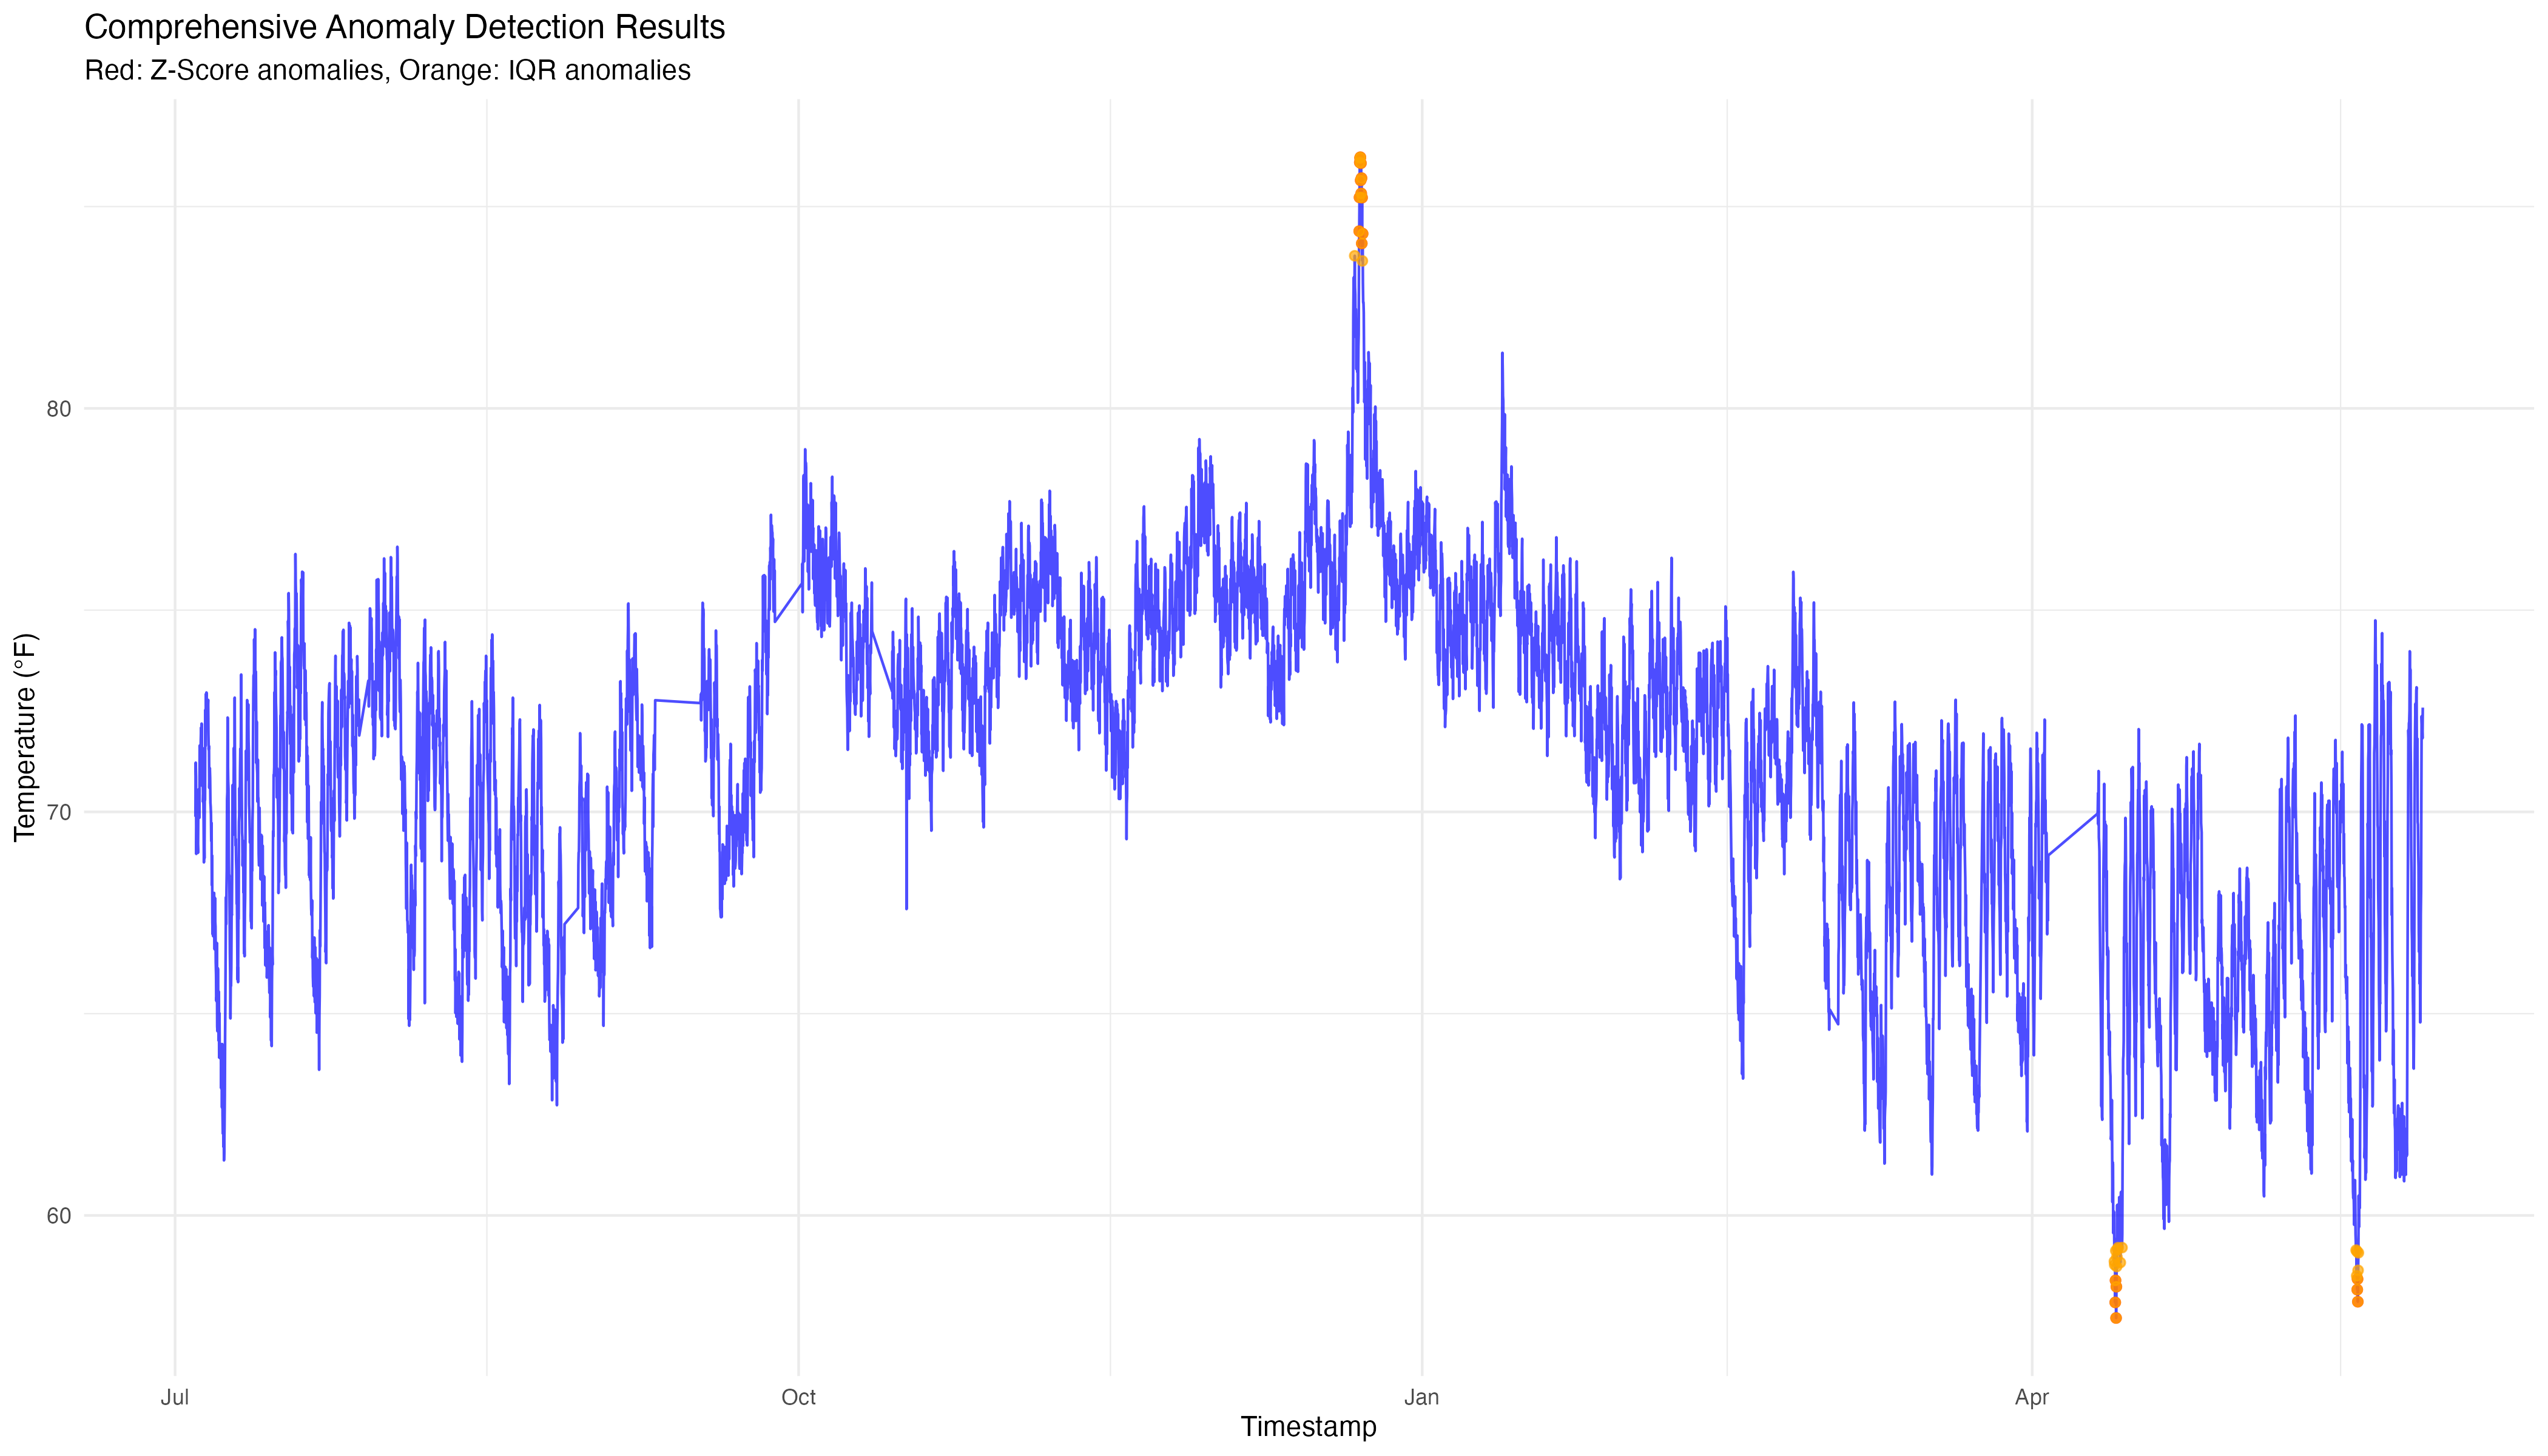 Comprehensive Anomaly Detection Results
Red: Z-Score anomalies, Orange: IQR anomalies
Temperature (°F)
80
70
60
Jul
Oct
Jan
Apr
Timestamp